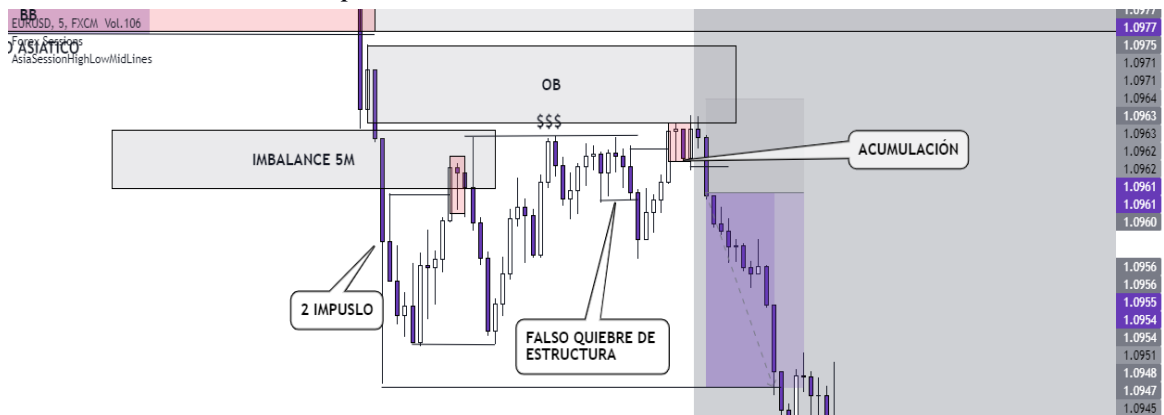 BB
EURUSD, 5, FXCM Vol.106
Forex Sessions
O ASIATICO
AsiaSessionHighLowMidLines
OB
$$$
IMBALANCE 5M
ACUMULACIÓN
2 IMPUSLO
FALSO QUIEBRE DE
ESTRUCTURA
1.0977
1.0977
1.0975
1.0971
1.0971
1.0964
1.0963
1.0963
1.0962
1.0962
1.0961
1.0961
1.0960
1.0956
1.0956
1.0955
1.0954
1.0954
1.0951
1.0948
1.0947
1.0945